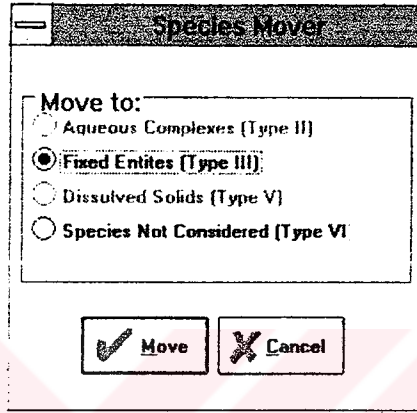 Species Mover
Move to:
Aqueous Complexes (Type II)
Fixed Entites (Type III)
Dissolved Solids (Type V)
Species Not Considered (Type VI
Move
Cancel